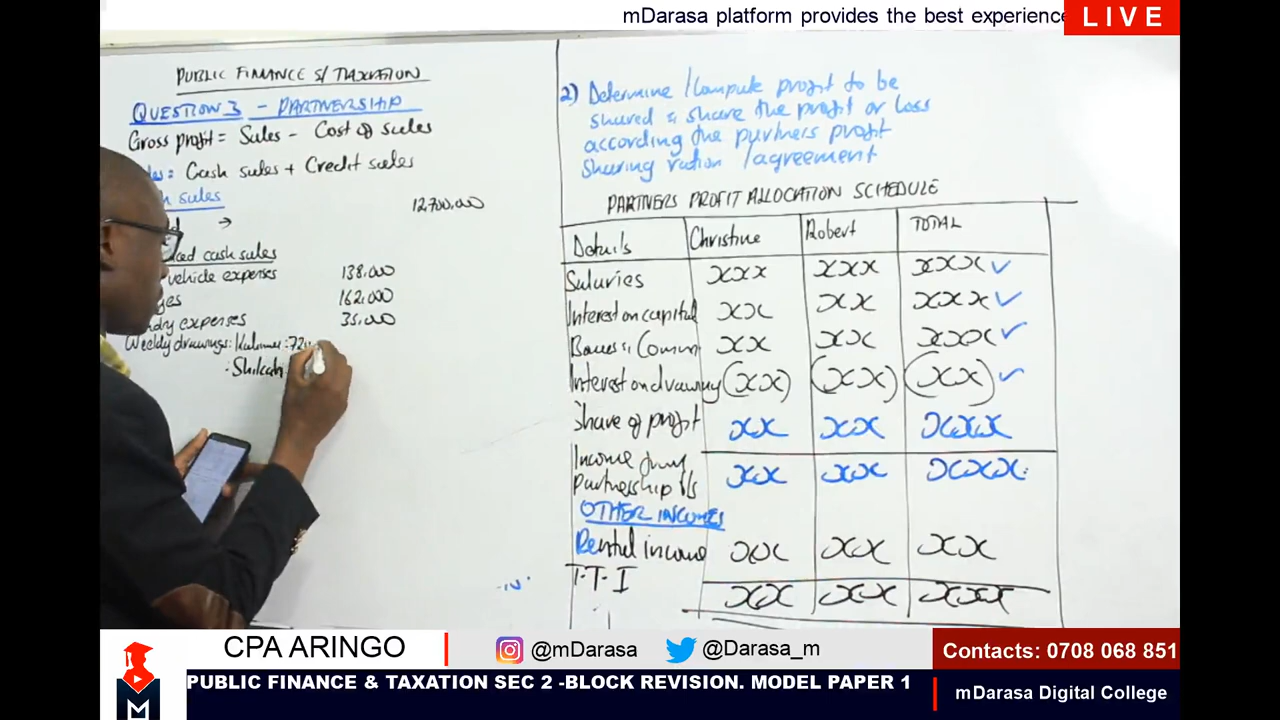 mDarasa platform provides the best experience
LIVE
PUBLIC FINANCE & TAXATION
QUESTION 3 - PARTNERSHIP
Gross profit = Sales - Cost of sales
Cash sales + Credit sales
sales
12,700,000
cash sales
vehicle expenses 138,000
162,000
expenses 35,000
Weekly drawings:
2) Determine /Compute profit to be
shared & share the profit or loss
according the partners profit
sharing ration /agreement
PARTNERS PROFIT ALLOCATION SCHEDULE
Details Christine Robert TOTAL
Salaries xxx xxx xxx ✓
Interest on capital xx xx xxx ✓
xx xx xxx ✓
Interest on drawing (xx) (xx) (xx) ✓
Share of profit xx xx xxx
Income from
Partnership xx xx xxx
OTHER INCOMES
Rental income xx xx xx
T.T.I xx xx xxx
CPA ARINGO
@mDarasa
@Darasa_m
Contacts: 0708 068 851
PUBLIC FINANCE & TAXATION SEC 2 -BLOCK REVISION. MODEL PAPER 1
mDarasa Digital College